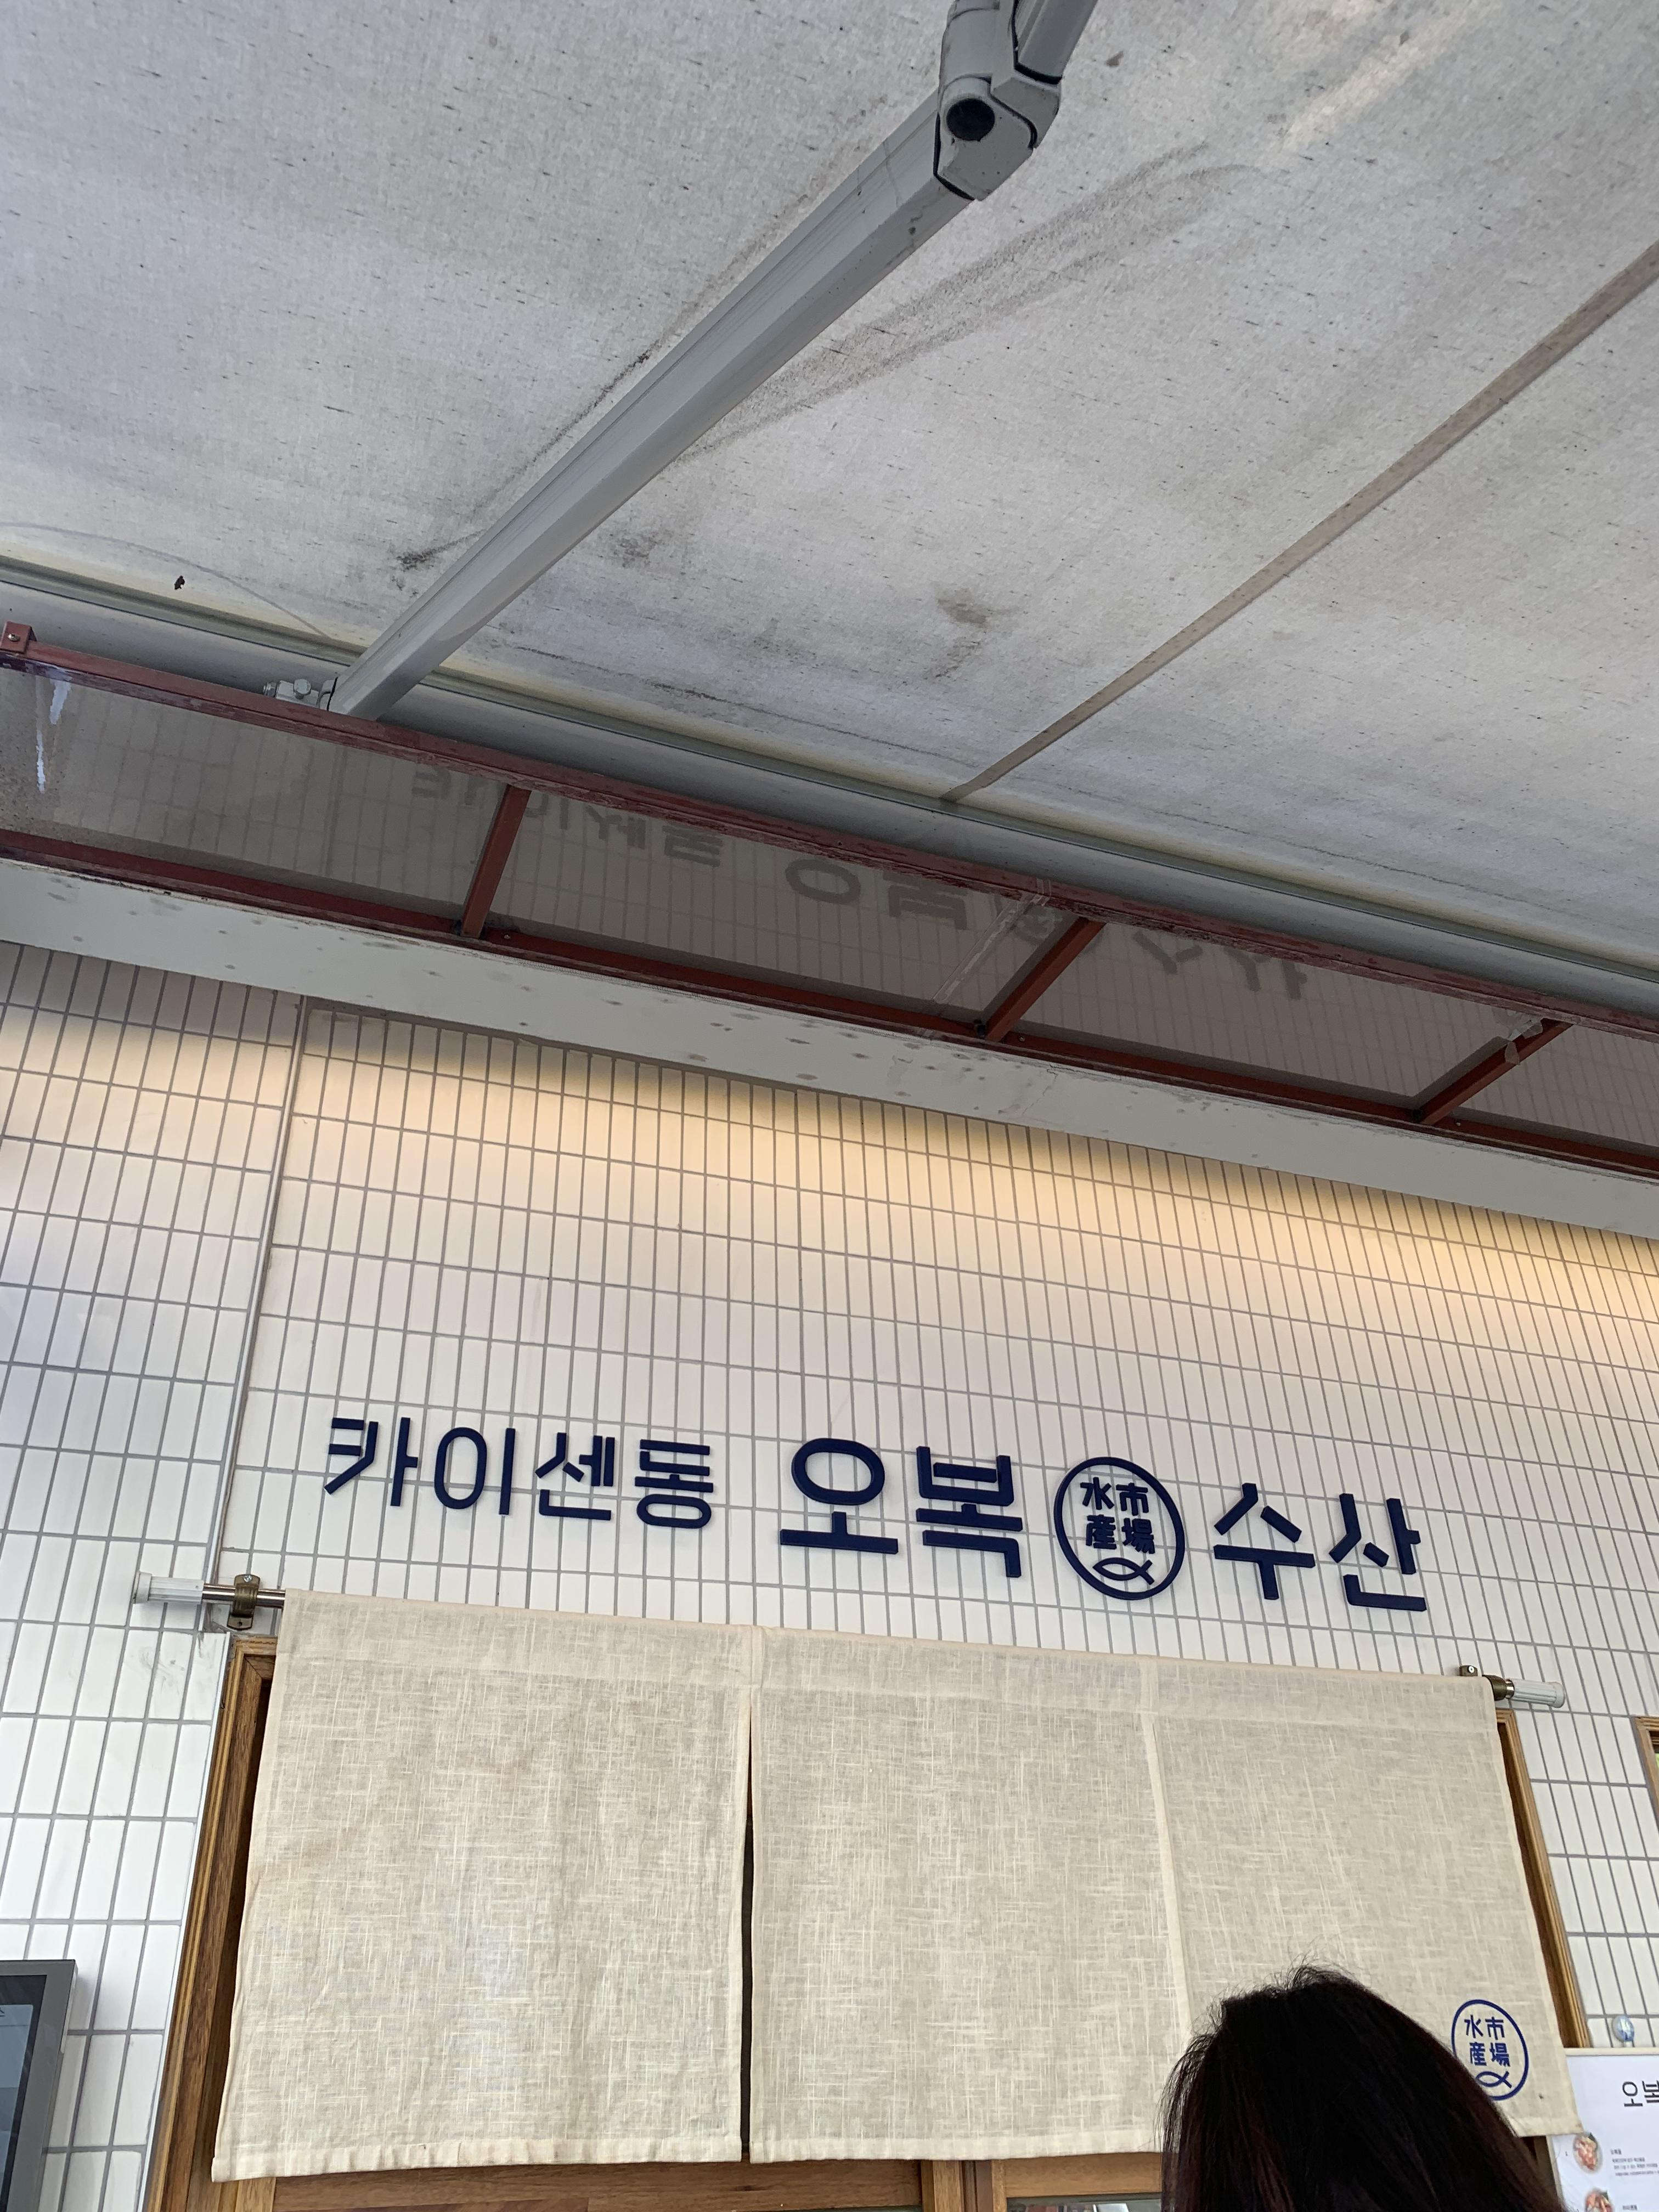 카이센동 오복 수산
水市
産場
水市
産場
오복